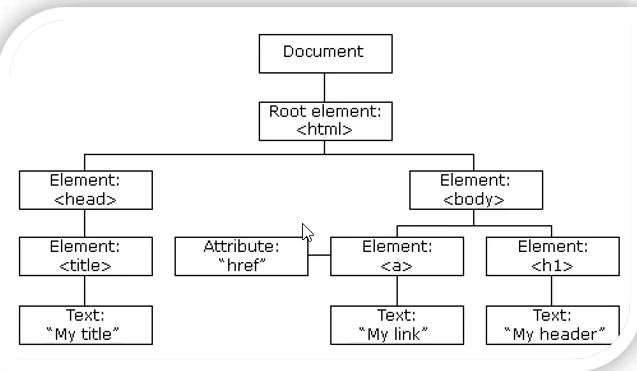 Document
Root element:
<html>
Element:
<head>
Element:
<body>
Element:
<title>
Attribute:
“href”
Element:
<a>
Element:
<h1>
Text:
“My title”
Text:
“My link”
Text:
“My header”